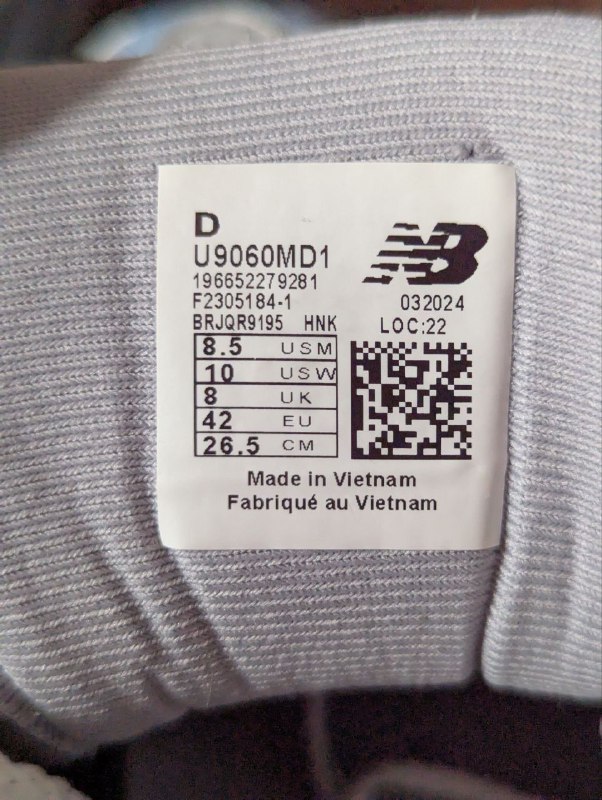 D
U9060MD1
NB
196652279281
F2305184-1
032024
BRJQR9195 HNK
LOC:22
8.5 USM
10 USW
8 UK
42 EU
26.5 CM
Made in Vietnam
Fabriqué au Vietnam